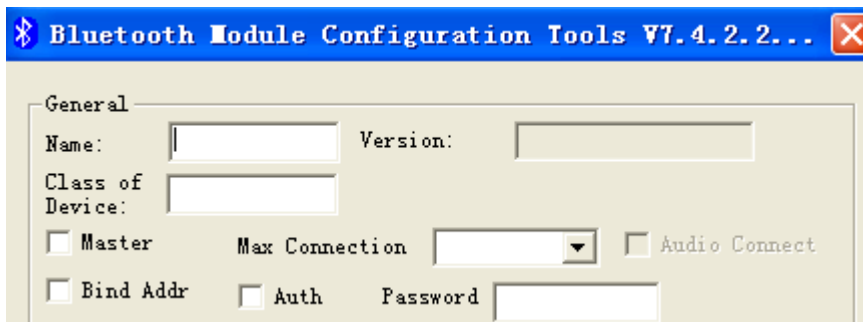 Bluetooth Module Configuration Tools V7.4.2.2...
General
Name: Version:
Class of
Device:
Master Max Connection Audio Connect
Bind Addr Auth Password